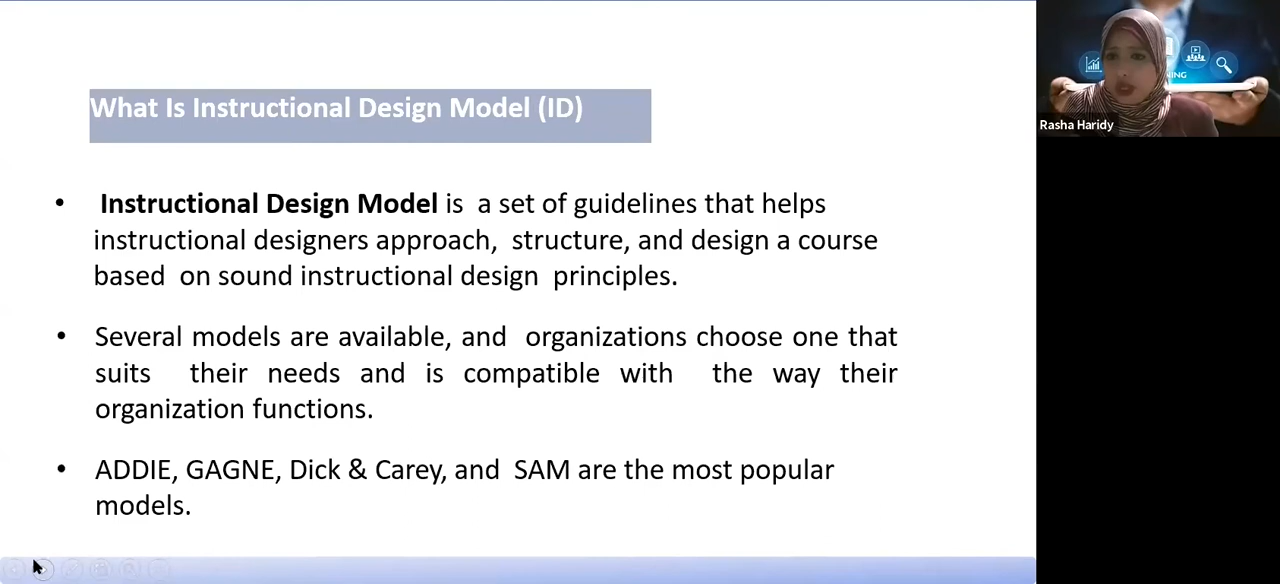 What Is Instructional Design Model (ID)
• Instructional Design Model is a set of guidelines that helps
instructional designers approach, structure, and design a course
based on sound instructional design principles.
• Several models are available, and organizations choose one that
suits their needs and is compatible with the way their
organization functions.
• ADDIE, GAGNE, Dick & Carey, and SAM are the most popular
models.
NING
Rasha Haridy